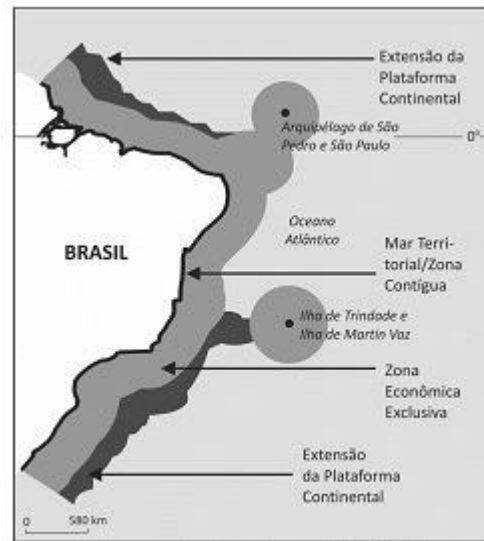 Extensão da
Plataforma
Continental
Arquipélago de São
Pedro e São Paulo
0°
Oceano
Atlântico
BRASIL
Mar Terri-
torial/Zona
Contígua
Ilha de Trindade e
Ilha de Martin Vaz
Zona
Econômica
Exclusiva
Extensão
da Plataforma
Continental
0 580 km